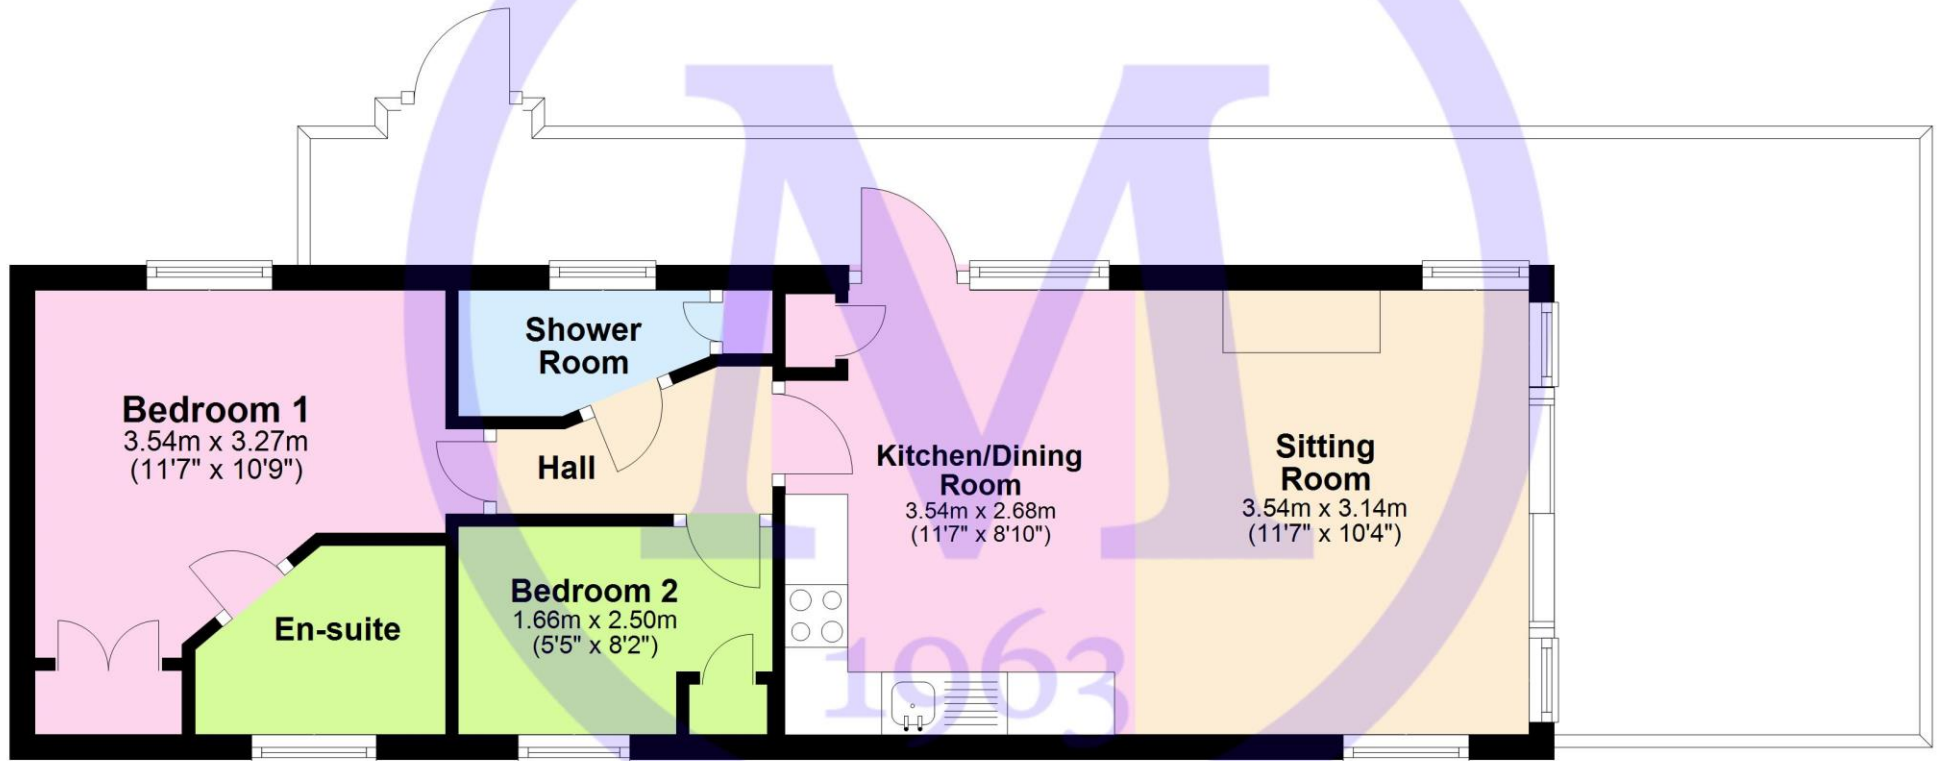 Shower
Room
Bedroom 1
3.54m x 3.27m
(11'7" x 10'9")
Hall
Kitchen/Dining
Room
3.54m x 2.68m
(11'7" x 8'10")
Sitting
Room
3.54m x 3.14m
(11'7" x 10'4")
En-suite
Bedroom 2
1.66m x 2.50m
(5'5" x 8'2")
M
1963